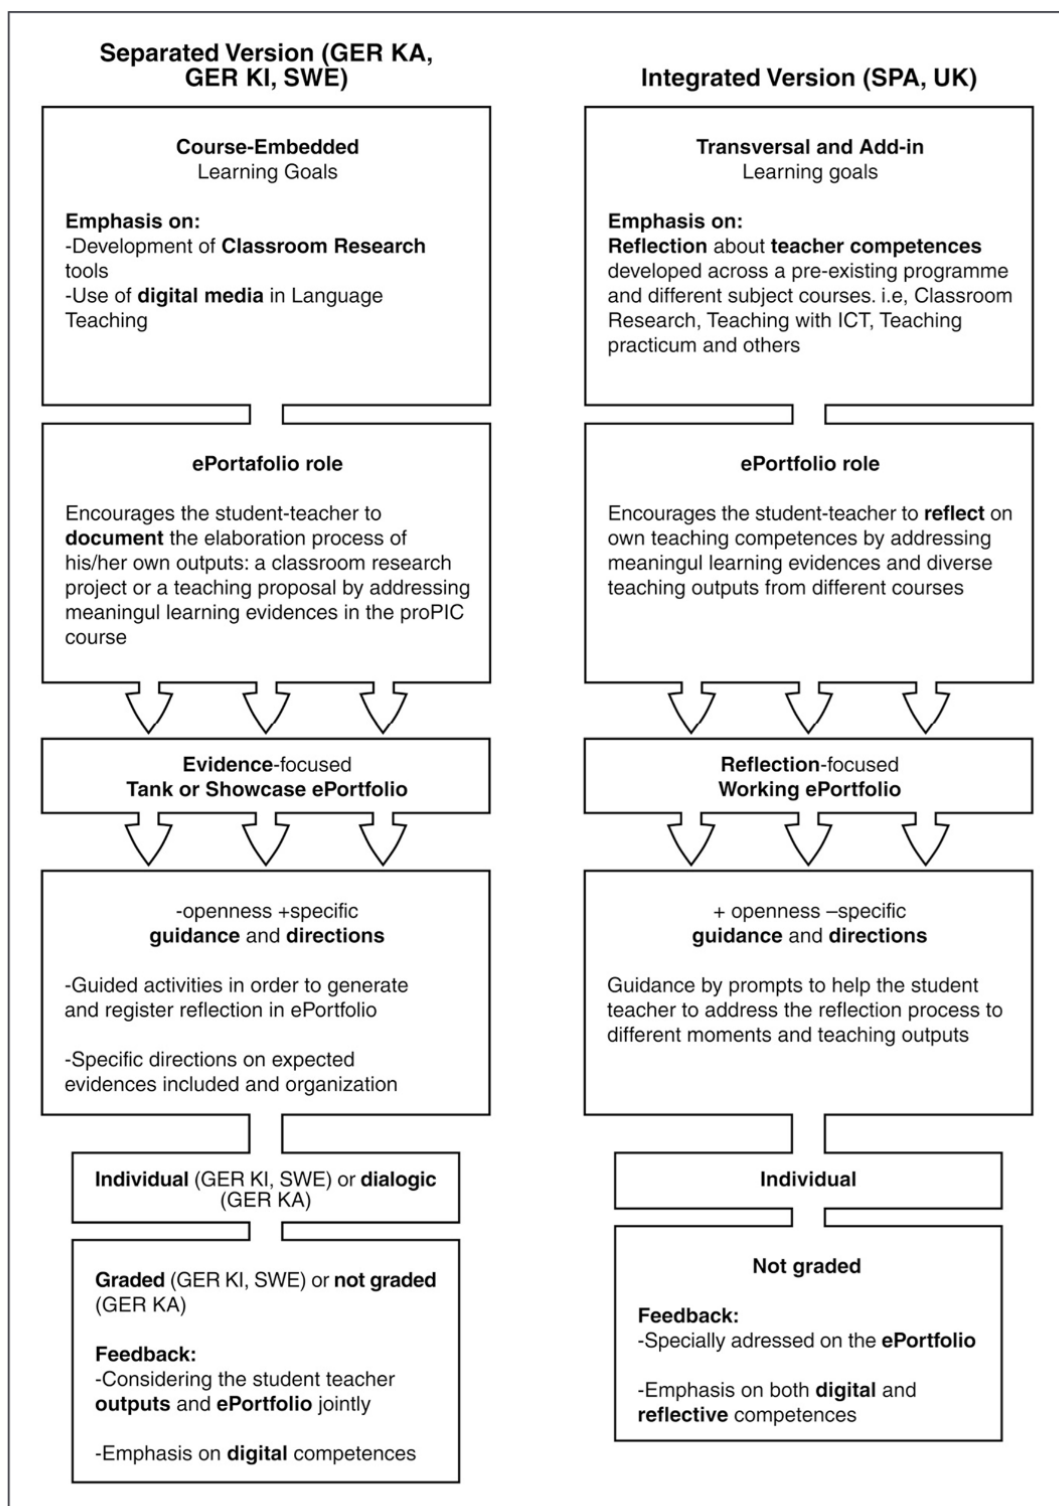 Separated Version (GER KA,
GER KI, SWE)
Course-Embedded
Learning Goals
Emphasis on:
-Development of Classroom Research
tools
-Use of digital media in Language
Teaching
ePortafolio role
Encourages the student-teacher to
document the elaboration process of
his/her own outputs: a classroom research
project or a teaching proposal by addressing
meaningul learning evidences in the proPIC
course
Evidence-focused
Tank or Showcase ePortfolio
-openness +specific
guidance and directions
-Guided activities in order to generate
and register reflection in ePortfolio
-Specific directions on expected
evidences included and organization
Individual (GER KI, SWE) or dialogic
(GER KA)
Graded (GER KI, SWE) or not graded
(GER KA)
Feedback:
-Considering the student teacher
outputs and ePortfolio jointly
-Emphasis on digital competences
Integrated Version (SPA, UK)
Transversal and Add-in
Learning goals
Emphasis on:
Reflection about teacher competences
developed across a pre-existing programme
and different subject courses. i.e, Classroom
Research, Teaching with ICT, Teaching
practicum and others
ePortfolio role
Encourages the student-teacher to reflect on
own teaching competences by addressing
meaningul learning evidences and diverse
teaching outputs from different courses
Reflection-focused
Working ePortfolio
+ openness –specific
guidance and directions
Guidance by prompts to help the student
teacher to address the reflection process to
different moments and teaching outputs
Individual
Not graded
Feedback:
-Specially adressed on the ePortfolio
-Emphasis on both digital and
reflective competences